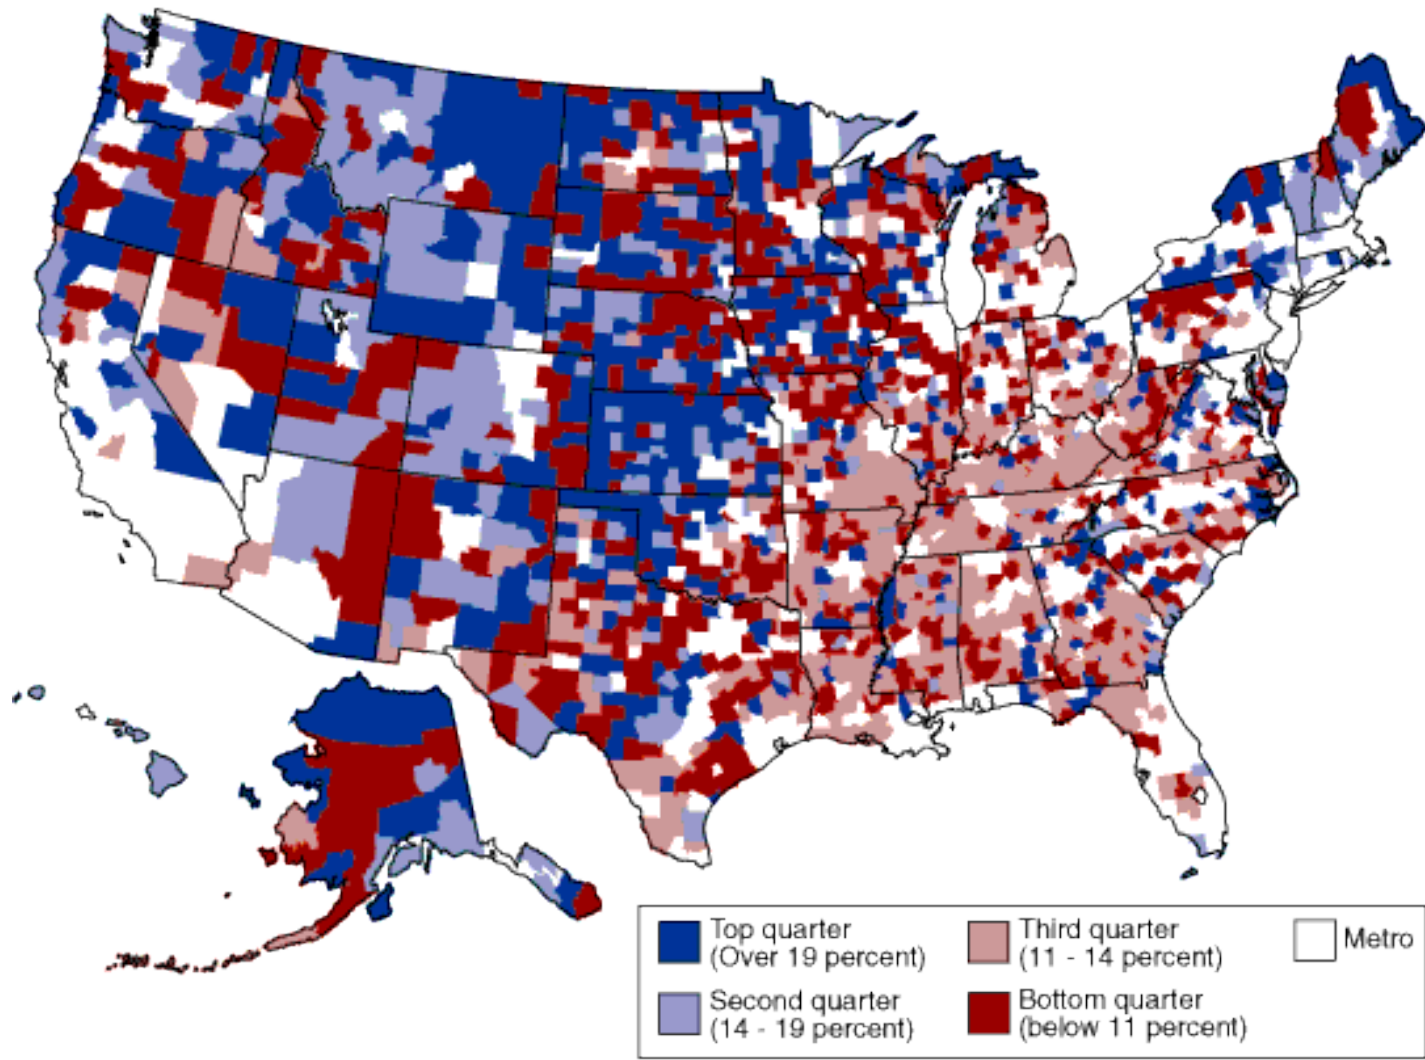 Top quarter
(Over 19 percent)
Second quarter
(14 - 19 percent)
Third quarter
(11 - 14 percent)
Bottom quarter
(below 11 percent)
Metro